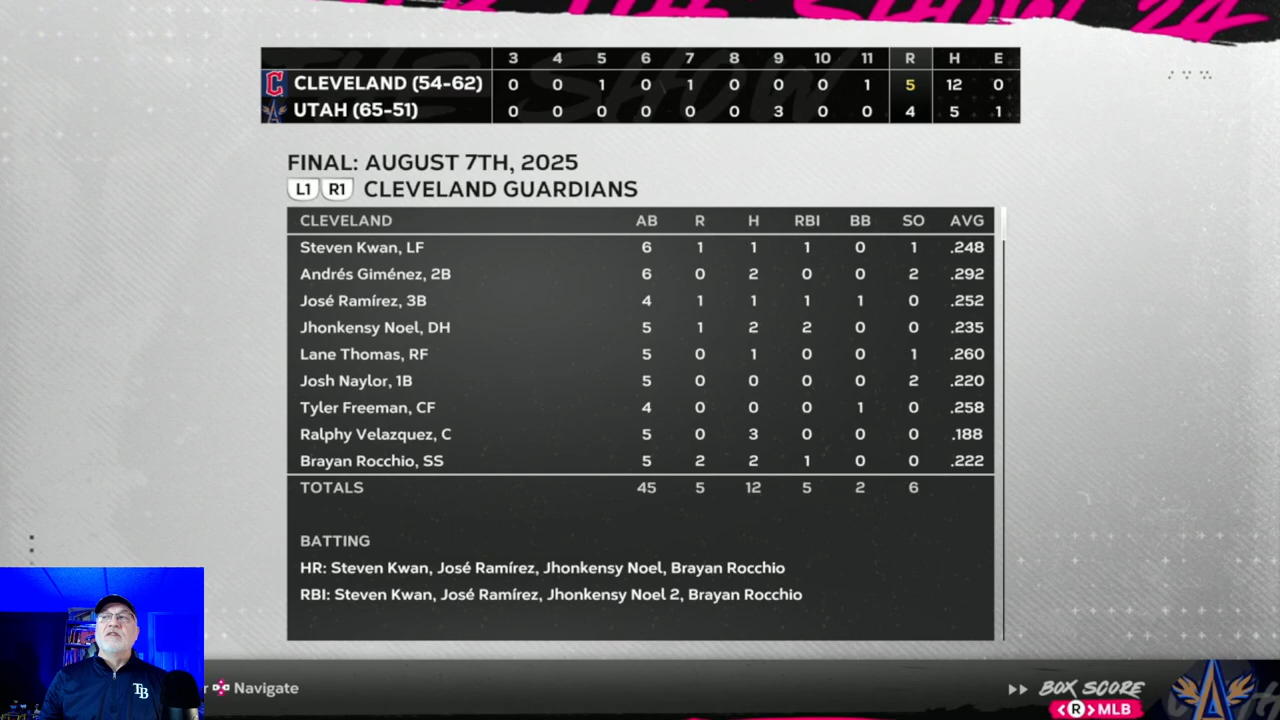 THE SHOW 24
3 4 5 6 7 8 9 10 11 R H E
CLEVELAND (54-62) 0 0 1 0 1 0 0 0 1 5 12 0
UTAH (65-51) 0 0 0 0 0 0 3 0 0 4 5 1
FINAL: AUGUST 7TH, 2025
L1 R1 CLEVELAND GUARDIANS
CLEVELAND AB R H RBI BB SO AVG
Steven Kwan, LF 6 1 1 1 0 1 .248
Andrés Giménez, 2B 6 0 2 0 0 2 .292
José Ramírez, 3B 4 1 1 1 1 0 .252
Jhonkensy Noel, DH 5 1 2 2 0 0 .235
Lane Thomas, RF 5 0 1 0 0 1 .260
Josh Naylor, 1B 5 0 0 0 0 2 .220
Tyler Freeman, CF 4 0 0 0 1 0 .258
Ralphy Velazquez, C 5 0 3 0 0 0 .188
Brayan Rocchio, SS 5 2 2 1 0 0 .222
TOTALS 45 5 12 5 2 6
BATTING
HR: Steven Kwan, José Ramírez, Jhonkensy Noel, Brayan Rocchio
RBI: Steven Kwan, José Ramírez, Jhonkensy Noel 2, Brayan Rocchio
TB
Navigate
BOX SCORE
R MLB